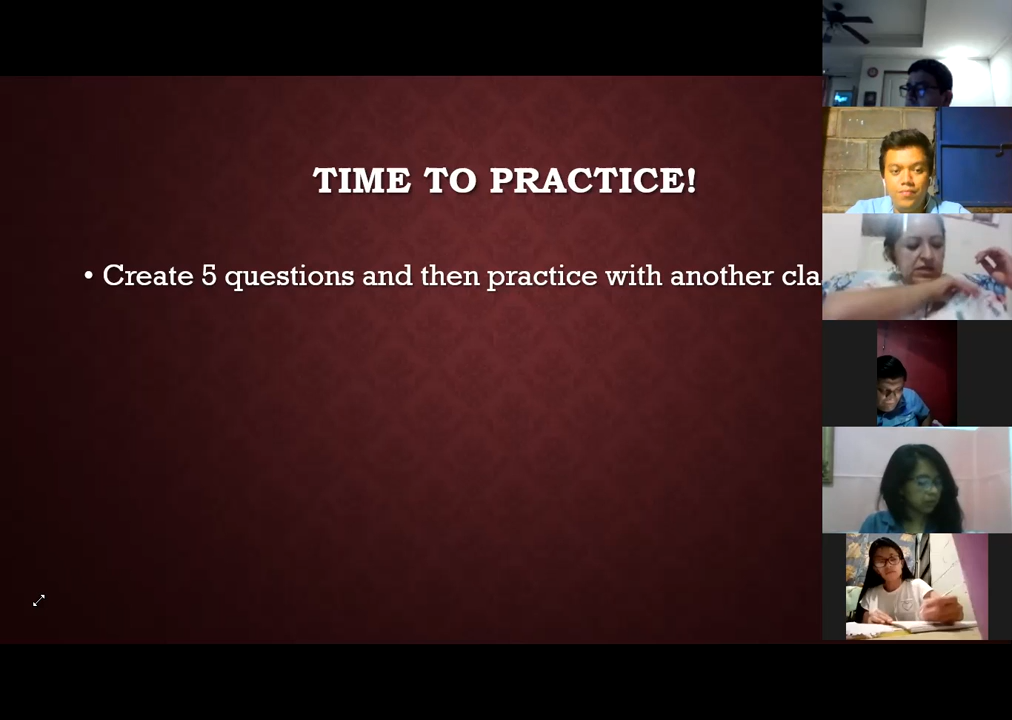 TIME TO PRACTICE!
• Create 5 questions and then practice with another cla